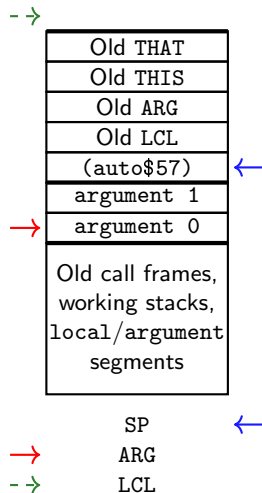 Old THAT
Old THIS
Old ARG
Old LCL
(auto$57)
argument 1
argument 0
Old call frames,
working stacks,
local/argument
segments
SP
ARG
LCL